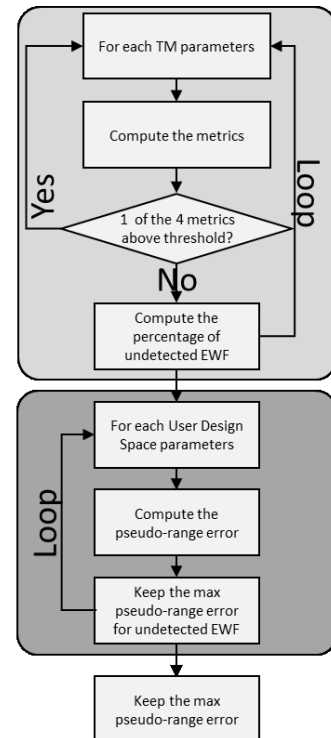 For each TM parameters
Compute the metrics
Yes
Loop
1 of the 4 metrics
above threshold?
No
Compute the
percentage of
undetected EWF
For each User Design
Space parameters
Loop
Compute the
pseudo-range error
Keep the max
pseudo-range error
for undetected EWF
Keep the max
pseudo-range error